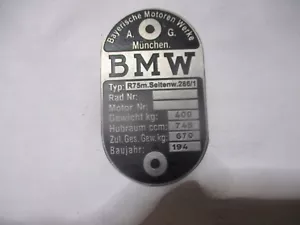 Bayerische Motoren Werke
A. G.
München.
BMW
Typ: R75m.Seitenw.286/1
Rad Nr:
Motor Nr:
Gewicht kg: 400
Hubraum ccm: 746
Zul. Ges. Gew. kg: 670
Baujahr: 194